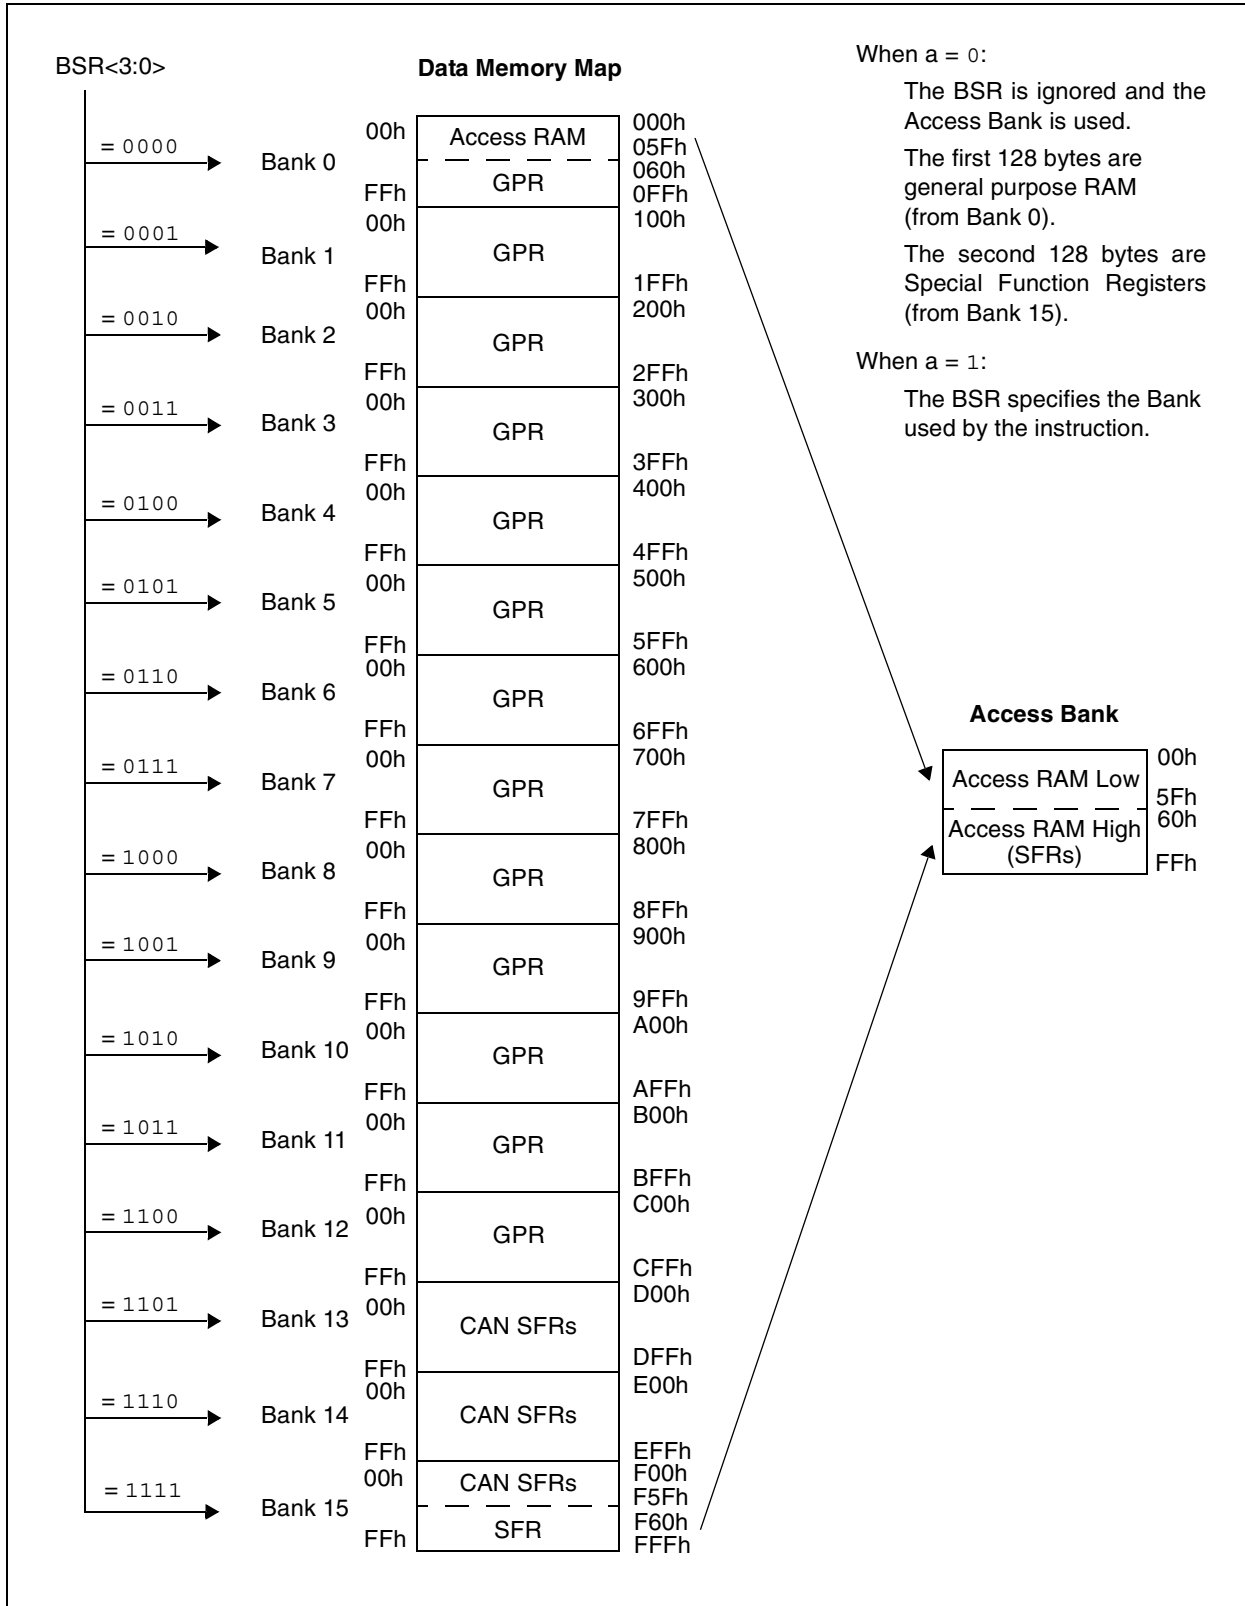 BSR<3:0>
Data Memory Map
When a = 0:
The BSR is ignored and the
Access Bank is used.
The first 128 bytes are
general purpose RAM
(from Bank 0).
The second 128 bytes are
Special Function Registers
(from Bank 15).
When a = 1:
The BSR specifies the Bank
used by the instruction.
= 0000
Bank 0
00h
FFh
Access RAM
GPR
000h
05Fh
060h
0FFh
= 0001
Bank 1
00h
FFh
GPR
100h
1FFh
= 0010
Bank 2
00h
FFh
GPR
200h
2FFh
= 0011
Bank 3
00h
FFh
GPR
300h
3FFh
= 0100
Bank 4
00h
FFh
GPR
400h
4FFh
= 0101
Bank 5
00h
FFh
GPR
500h
5FFh
= 0110
Bank 6
00h
FFh
GPR
600h
6FFh
= 0111
Bank 7
00h
FFh
GPR
700h
7FFh
= 1000
Bank 8
00h
FFh
GPR
800h
8FFh
= 1001
Bank 9
00h
FFh
GPR
900h
9FFh
= 1010
Bank 10
00h
FFh
GPR
A00h
AFFh
= 1011
Bank 11
00h
FFh
GPR
B00h
BFFh
= 1100
Bank 12
00h
FFh
GPR
C00h
CFFh
= 1101
Bank 13
00h
FFh
CAN SFRs
D00h
DFFh
= 1110
Bank 14
00h
FFh
CAN SFRs
E00h
EFFh
= 1111
Bank 15
00h
FFh
CAN SFRs
SFR
F00h
F5Fh
F60h
FFFh
Access Bank
Access RAM Low
00h
5Fh
Access RAM High
(SFRs)
60h
FFh